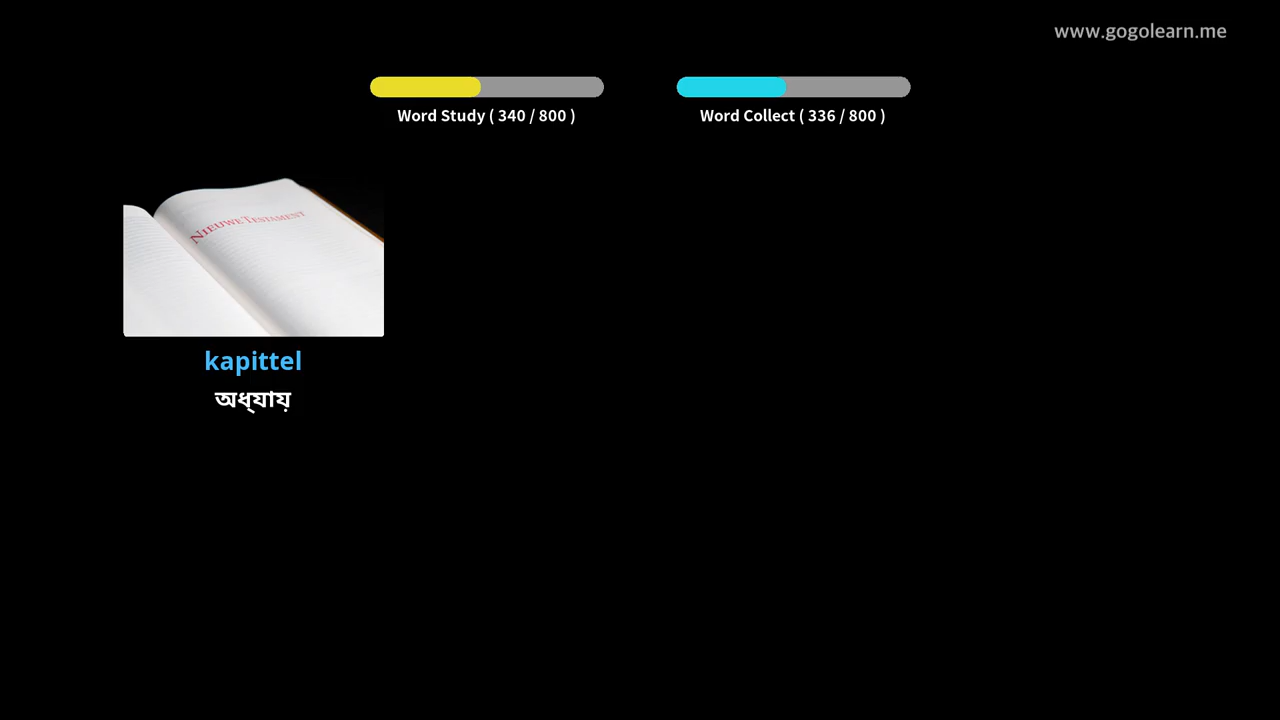 www.gogolearn.me
Word Study ( 340 / 800 )
Word Collect ( 336 / 800 )
NIEUWE TESTAMENT
kapittel
অধ্যায়